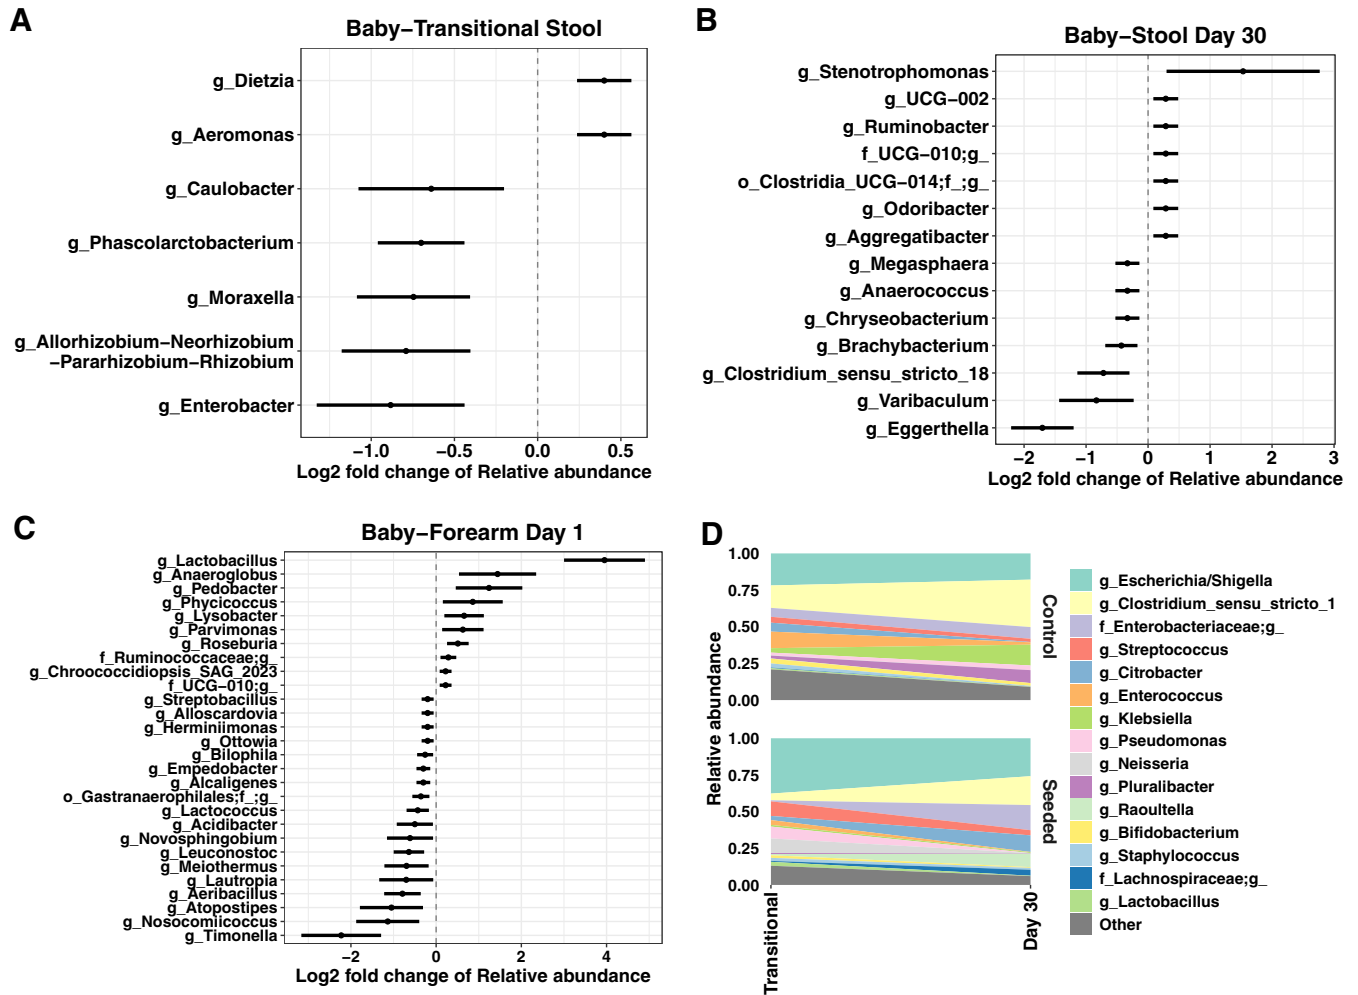 A
Baby–Transitional Stool
g_Dietzia
g_Aeromonas
g_Caulobacter
g_Phascolarctobacterium
g_Moraxella
g_Allorhizobium–Neorhizobium
–Pararhizobium–Rhizobium
g_Enterobacter
−1.0 −0.5 0.0 0.5
Log2 fold change of Relative abundance
B
Baby–Stool Day 30
g_Stenotrophomonas
g_UCG–002
g_Ruminobacter
f_UCG–010;g_
o_Clostridia_UCG–014;f_;g_
g_Odoribacter
g_Aggregatibacter
g_Megasphaera
g_Anaerococcus
g_Chryseobacterium
g_Brachybacterium
g_Clostridium_sensu_stricto_18
g_Varibaculum
g_Eggerthella
−2 −1 0 1 2 3
Log2 fold change of Relative abundance
C
Baby–Forearm Day 1
g_Lactobacillus
g_Anaeroglobus
g_Pedobacter
g_Phycicoccus
g_Lysobacter
g_Parvimonas
g_Roseburia
f_Ruminococcaceae;g_
g_Chroococcidiopsis_SAG_2023
f_UCG–010;g_
g_Streptobacillus
g_Alloscardovia
g_Herminiimonas
g_Ottowia
g_Bilophila
g_Empedobacter
g_Alcaligenes
o_Gastranaerophilales;f_;g_
g_Lactococcus
g_Acidibacter
g_Novosphingobium
g_Leuconostoc
g_Meiothermus
g_Lautropia
g_Aeribacillus
g_Atopostipes
g_Nosocomiicoccus
g_Timonella
−2 0 2 4
Log2 fold change of Relative abundance
D
Relative abundance
1.00
0.75
0.50
0.25
0.00
Control
1.00
0.75
0.50
0.25
0.00
Seeded
Transitional
Day 30
g_Escherichia/Shigella
g_Clostridium_sensu_stricto_1
f_Enterobacteriaceae;g_
g_Streptococcus
g_Citrobacter
g_Enterococcus
g_Klebsiella
g_Pseudomonas
g_Neisseria
g_Pluralibacter
g_Raoultella
g_Bifidobacterium
g_Staphylococcus
f_Lachnospiraceae;g_
g_Lactobacillus
Other